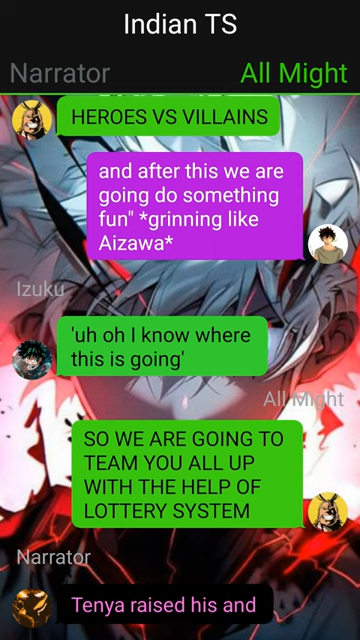 Indian TS
Narrator
All Might
HEROES VS VILLAINS
and after this we are
going do something
fun" *grinning like
Aizawa*
Izuku
'uh oh I know where
this is going'
All Might
SO WE ARE GOING TO
TEAM YOU ALL UP
WITH THE HELP OF
LOTTERY SYSTEM
Narrator
Tenya raised his and